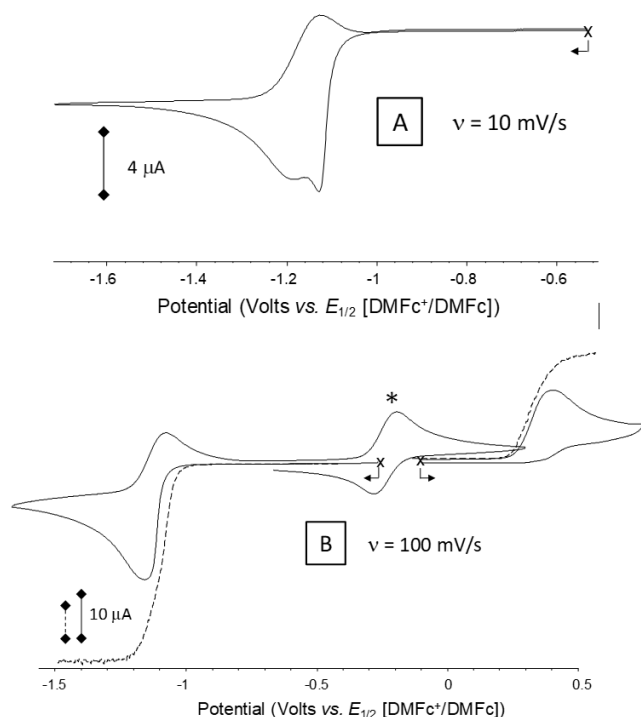 x
A
ν = 10 mV/s
4 μA
-1.6 -1.4 -1.2 -1 -0.8 -0.6
Potential (Volts vs. E1/2 [DMFc+/DMFc])
*
x x
B
ν = 100 mV/s
10 μA
-1.5 -1 -0.5 0 0.5
Potential (Volts vs. E1/2 [DMFc+/DMFc])